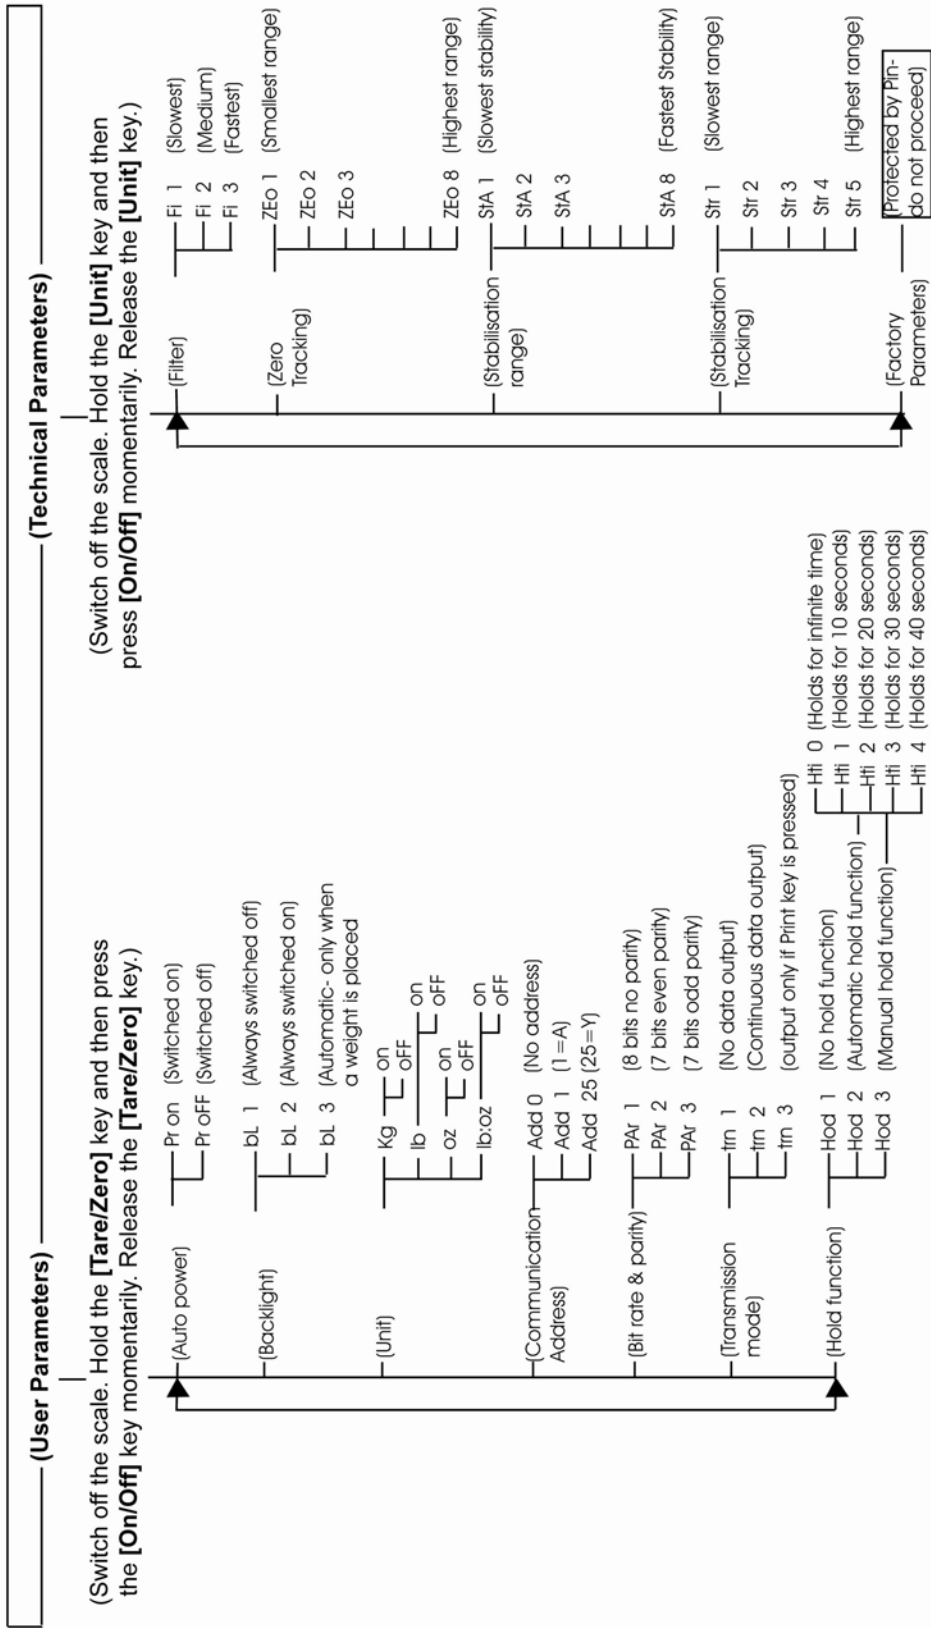 (User Parameters)
(Switch off the scale. Hold the [Tare/Zero] key and then press
the [On/Off] key momentarily. Release the [Tare/Zero] key.)
(Auto power)
Pr on (Switched on)
Pr oFF (Switched off)
(Backlight)
bL 1 (Always switched off)
bL 2 (Always switched on)
bL 3 (Automatic- only when
a weight is placed
(Unit)
Kg on
oFF
lb on
oFF
oz on
oFF
lb:oz on
oFF
(Communication
Address)
Add 0 (No address)
Add 1 (1=A)
Add 25 (25=Y)
(Bit rate & parity)
PAr 1 (8 bits no parity)
PAr 2 (7 bits even parity)
PAr 3 (7 bits odd parity)
(Transmission
mode)
trn 1 (No data output)
trn 2 (Continuous data output)
trn 3 (output only if Print key is pressed)
(Hold function)
Hod 1 (No hold function)
Hod 2 (Automatic hold function)
Hod 3 (Manual hold function)
Hti 0 (Holds for infinite time)
Hti 1 (Holds for 10 seconds)
Hti 2 (Holds for 20 seconds)
Hti 3 (Holds for 30 seconds)
Hti 4 (Holds for 40 seconds)
(Technical Parameters)
(Switch off the scale. Hold the [Unit] key and then
press [On/Off] momentarily. Release the [Unit] key.)
(Filter)
Fi 1 (Slowest)
Fi 2 (Medium)
Fi 3 (Fastest)
(Zero
Tracking)
ZEo 1 (Smallest range)
ZEo 2
ZEo 3
ZEo 8 (Highest range)
(Stabilisation
range)
StA 1 (Slowest stability)
StA 2
StA 3
StA 8 (Fastest Stability)
(Stabilisation
Tracking)
Str 1 (Slowest range)
Str 2
Str 3
Str 4
Str 5 (Highest range)
(Factory
Parameters)
(Protected by Pin-
do not proceed)